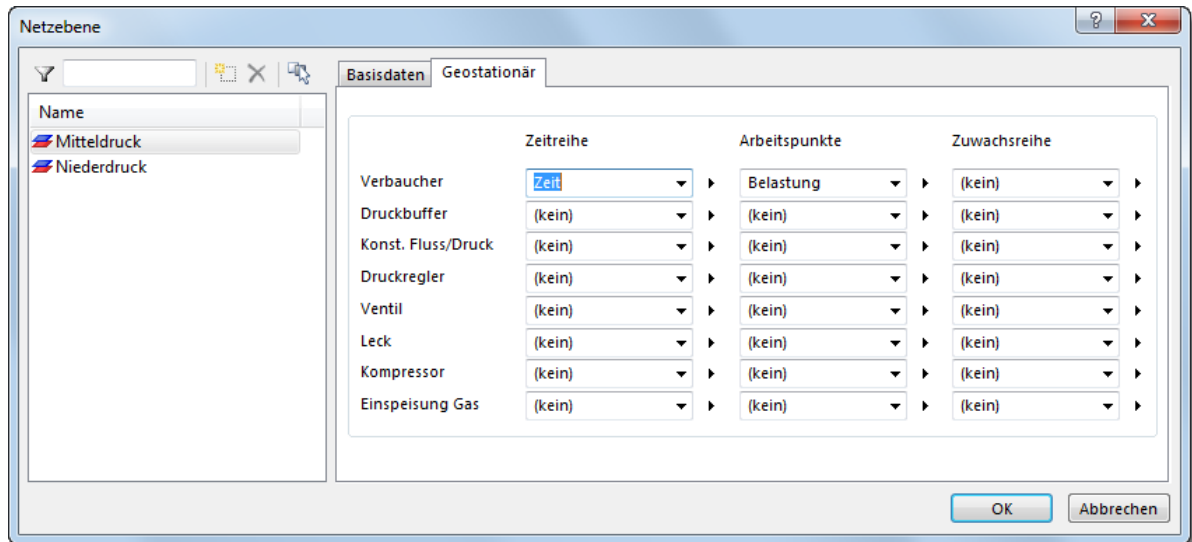 Netzebene
Basisdaten Geostationär
Name
Mitteldruck
Niederdruck
Zeitreihe Arbeitspunkte Zuwachsreihe
Verbaucher Zeit Belastung (kein)
Druckbuffer (kein) (kein) (kein)
Konst. Fluss/Druck (kein) (kein) (kein)
Druckregler (kein) (kein) (kein)
Ventil (kein) (kein) (kein)
Leck (kein) (kein) (kein)
Kompressor (kein) (kein) (kein)
Einspeisung Gas (kein) (kein) (kein)
OK Abbrechen